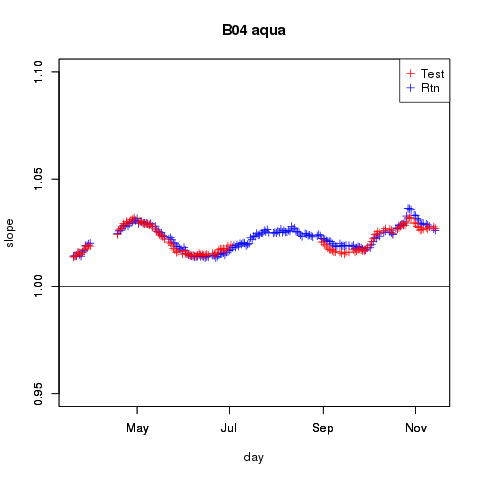 B04 aqua
Test
Rtn
slope
1.10
1.05
1.00
0.95
May
Jul
Sep
Nov
day